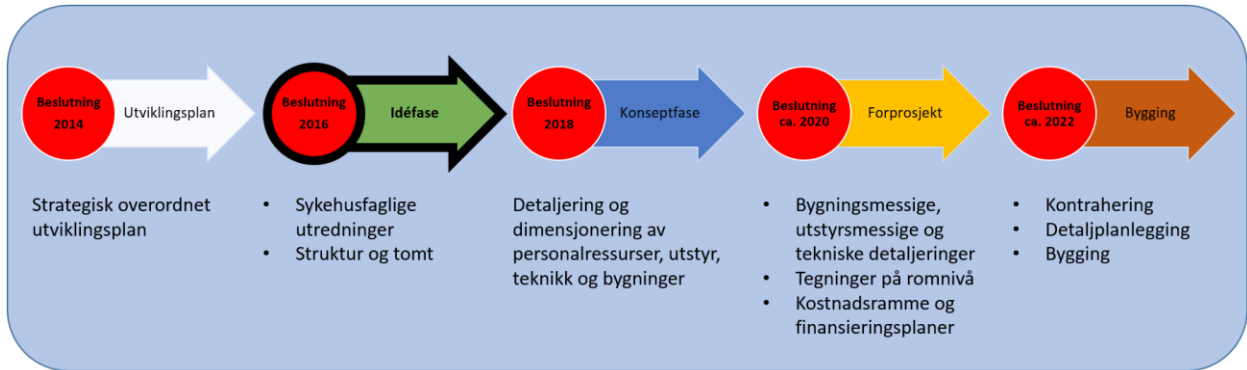 Beslutning
2014
Utviklingsplan
Beslutning
2016
Idéfase
Beslutning
2018
Konseptfase
Beslutning
ca. 2020
Forprosjekt
Beslutning
ca. 2022
Bygging
Strategisk overordnet
utviklingsplan
• Sykehusfaglige
utredninger
• Struktur og tomt
Detaljering og
dimensjonering av
personalressurser, utstyr,
teknikk og bygninger
• Bygningsmessige,
utstyrsmessige og
tekniske detaljeringer
• Tegninger på romnivå
• Kostnadsramme og
finansieringsplaner
• Kontrahering
• Detaljplanlegging
• Bygging